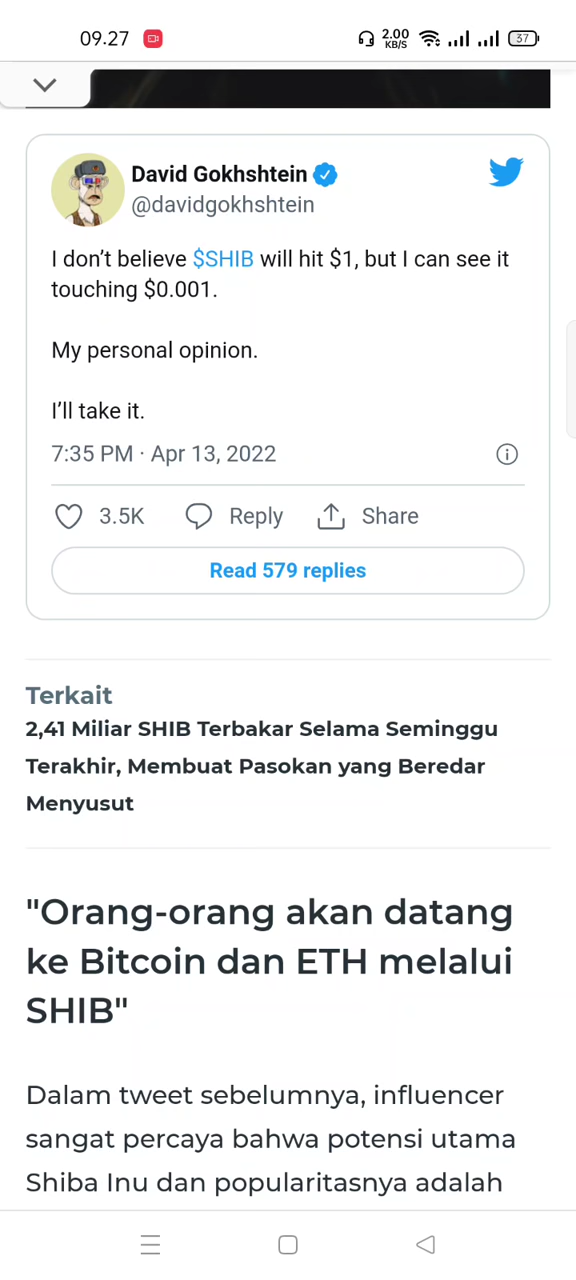 09.27
2.00
KB/S
37
David Gokhshtein
@davidgokhshtein
I don’t believe $SHIB will hit $1, but I can see it
touching $0.001.
My personal opinion.
I’ll take it.
7:35 PM · Apr 13, 2022
3.5K Reply Share
Read 579 replies
Terkait
2,41 Miliar SHIB Terbakar Selama Seminggu
Terakhir, Membuat Pasokan yang Beredar
Menyusut
"Orang-orang akan datang
ke Bitcoin dan ETH melalui
SHIB"
Dalam tweet sebelumnya, influencer
sangat percaya bahwa potensi utama
Shiba Inu dan popularitasnya adalah